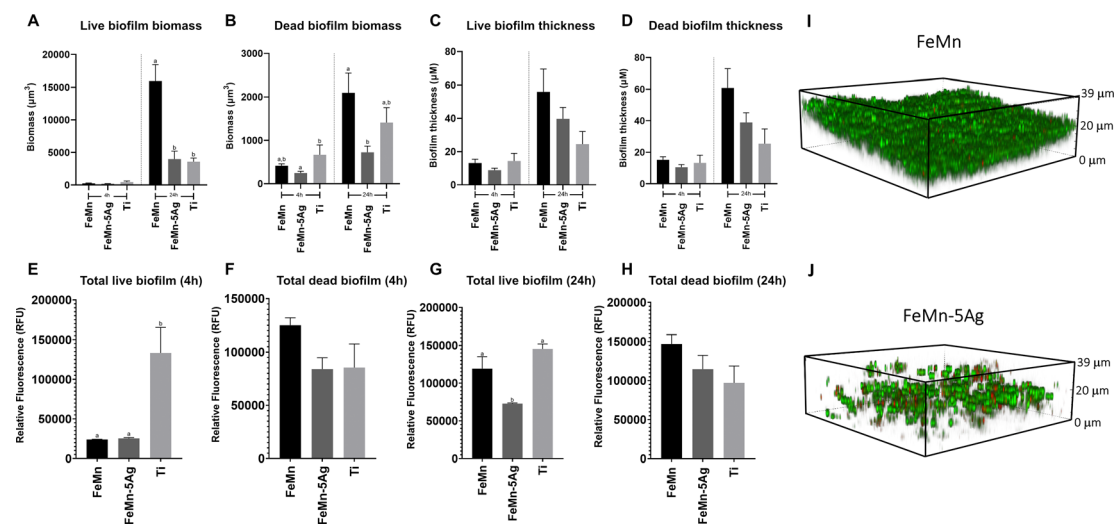 A Live biofilm biomass
Biomass (µm³)
20000
15000
10000
5000
0
a
b
b
4h
24h
FeMn
FeMn-5Ag
Ti
FeMn
FeMn-5Ag
Ti
B Dead biofilm biomass
Biomass (µm³)
3000
2000
1000
0
a,b
a
b
a
b
a,b
4h
24h
FeMn
FeMn-5Ag
Ti
FeMn
FeMn-5Ag
Ti
C Live biofilm thickness
Biofilm thickness (µM)
80
60
40
20
0
4h
24h
FeMn
FeMn-5Ag
Ti
FeMn
FeMn-5Ag
Ti
D Dead biofilm thickness
Biofilm thickness (µM)
80
60
40
20
0
4h
24h
FeMn
FeMn-5Ag
Ti
FeMn
FeMn-5Ag
Ti
I
FeMn
39 µm
20 µm
0 µm
E Total live biofilm (4h)
Relative Fluorescence (RFU)
200000
150000
100000
50000
0
a
a
b
FeMn
FeMn-5Ag
Ti
F Total dead biofilm (4h)
Relative Fluorescence (RFU)
150000
100000
50000
0
FeMn
FeMn-5Ag
Ti
G Total live biofilm (24h)
Relative Fluorescence (RFU)
200000
150000
100000
50000
0
a
b
a
FeMn
FeMn-5Ag
Ti
H Total dead biofilm (24h)
Relative Fluorescence (RFU)
200000
150000
100000
50000
0
FeMn
FeMn-5Ag
Ti
J
FeMn-5Ag
39 µm
20 µm
0 µm